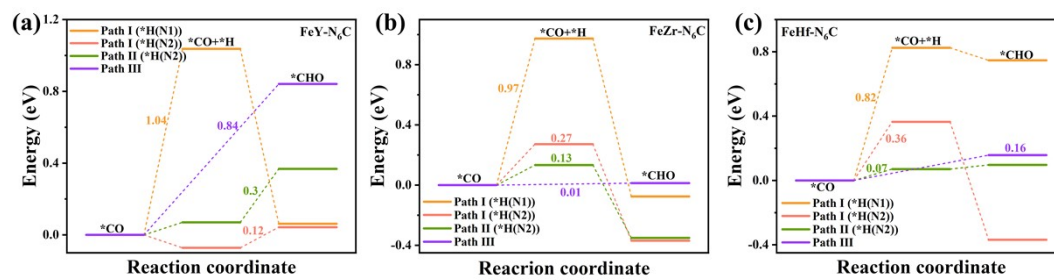 (a)
Path I (*H(N1))
Path I (*H(N2))
Path II (*H(N2))
Path III
*CO+*H
FeY-N₆C
*CHO
1.04
0.84
0.3
0.12
*CO
1.2
0.8
0.4
0.0
Energy (eV)
Reaction coordinate
(b)
*CO+*H
FeZr-N₆C
0.97
0.27
0.13
*CO
*CHO
0.01
Path I (*H(N1))
Path I (*H(N2))
Path II (*H(N2))
Path III
0.8
0.4
0.0
-0.4
Energy (eV)
Reacrion coordinate
(c)
FeHf-N₆C
*CO+*H
*CHO
0.82
0.36
0.16
0.07
*CO
Path I (*H(N1))
Path I (*H(N2))
Path II (*H(N2))
Path III
0.8
0.4
0.0
-0.4
Energy (eV)
Reaction coordinate